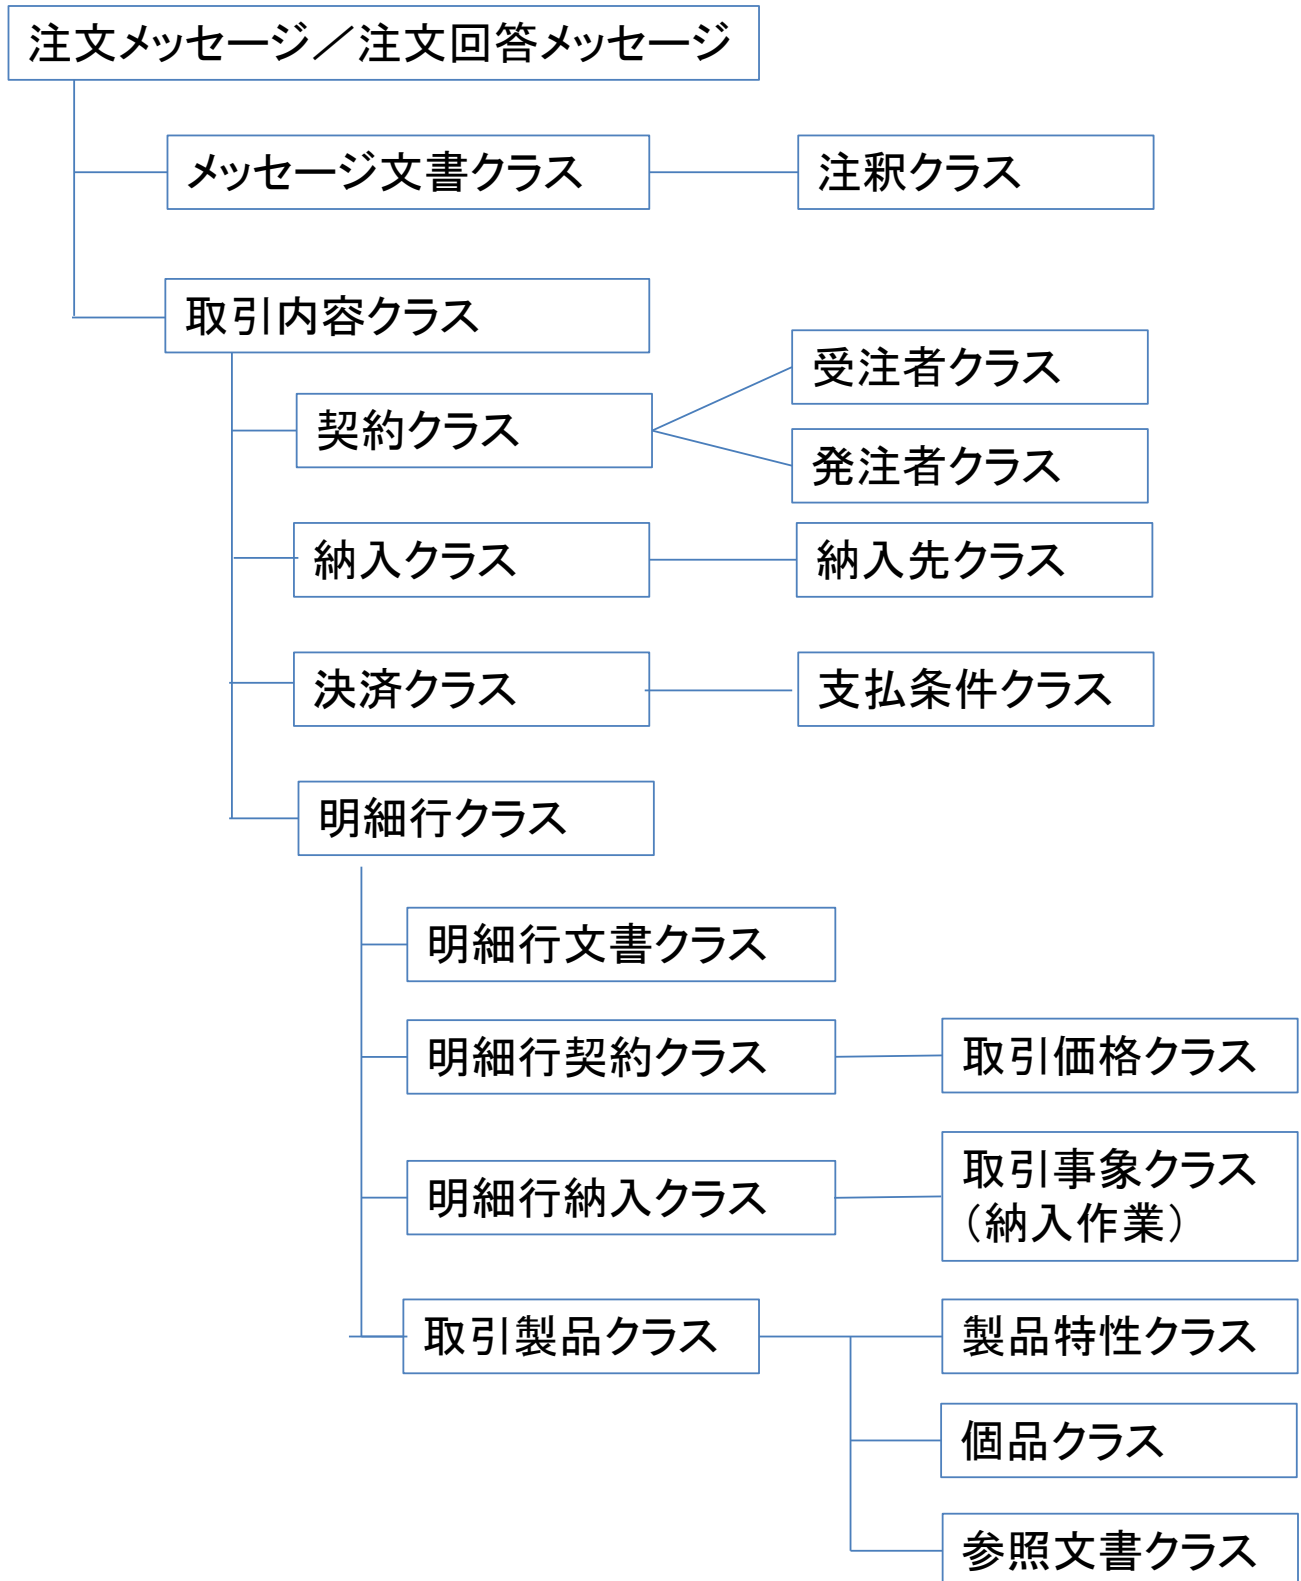 注文メッセージ／注文回答メッセージ
メッセージ文書クラス
注釈クラス
取引内容クラス
受注者クラス
契約クラス
発注者クラス
納入クラス
納入先クラス
決済クラス
支払条件クラス
明細行クラス
明細行文書クラス
明細行契約クラス
取引価格クラス
明細行納入クラス
取引事象クラス
（納入作業）
取引製品クラス
製品特性クラス
個品クラス
参照文書クラス